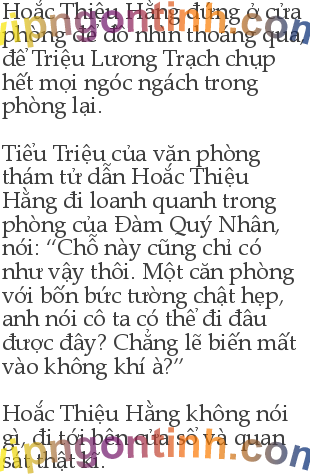 Hoắc Thiệu Hằng đứng ở cửa
phòng để dò nhìn thoáng qua,
để Triệu Lương Trạch chụp
hết mọi ngóc ngách trong
phòng lại.

Tiểu Triệu của văn phòng
thám tử dẫn Hoắc Thiệu
Hằng đi loanh quanh trong
phòng của Đàm Quý Nhân,
nói: “Chỗ này cũng chỉ có
như vậy thôi. Một căn phòng
với bốn bức tường chật hẹp,
anh nói cô ta có thể đi đâu
được đây? Chẳng lẽ biến mất
vào không khí à?”

Hoắc Thiệu Hằng không nói
gì, đi tới bên cửa sổ và quan
sát thật kĩ.